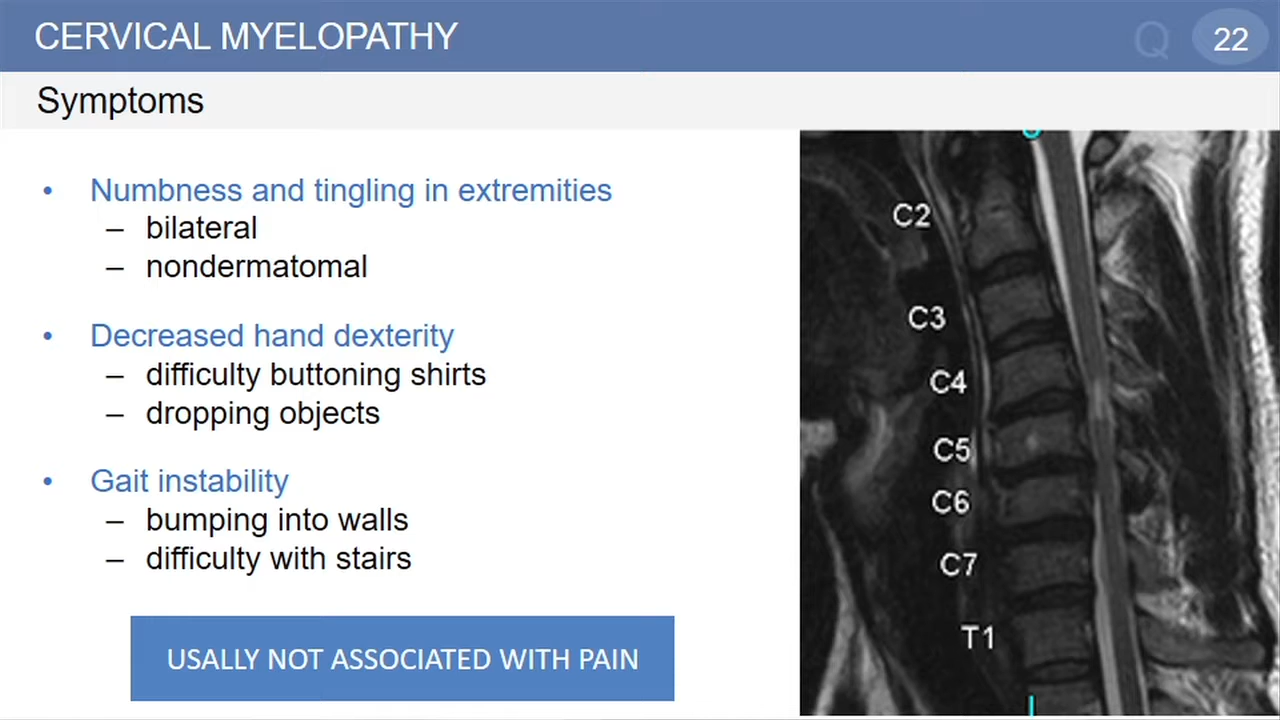 CERVICAL MYELOPATHY
Q
22
Symptoms
• Numbness and tingling in extremities
– bilateral
– nondermatomal
• Decreased hand dexterity
– difficulty buttoning shirts
– dropping objects
• Gait instability
– bumping into walls
– difficulty with stairs
USALLY NOT ASSOCIATED WITH PAIN
C2
C3
C4
C5
C6
C7
T1